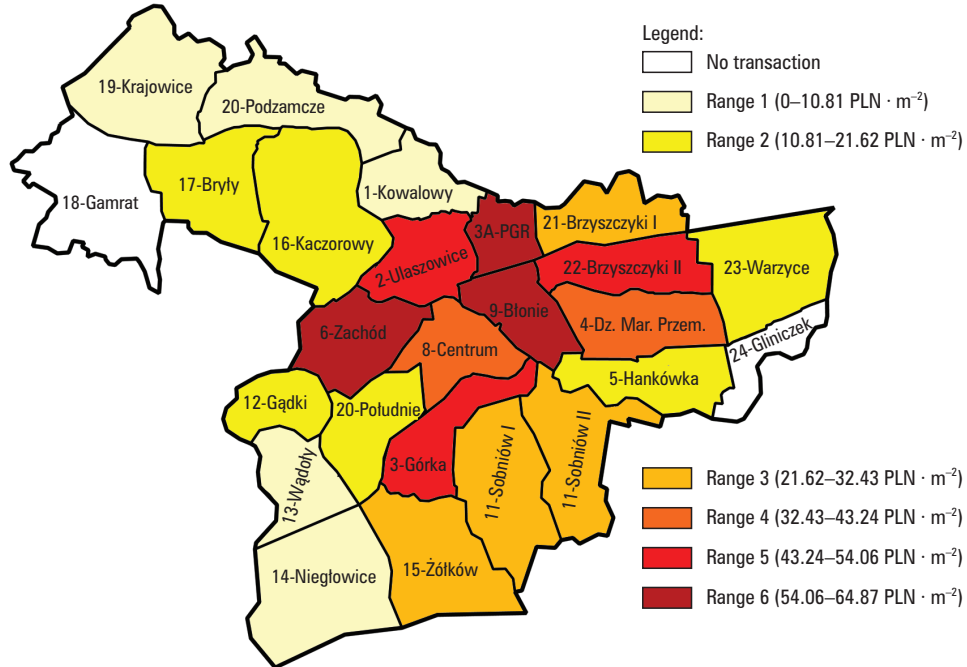 Legend:
No transaction
Range 1 (0–10.81 PLN · m⁻²)
Range 2 (10.81–21.62 PLN · m⁻²)
19-Krajowice
20-Podzamcze
17-Bryły
1-Kowalowy
18-Gamrat
16-Kaczorowy
2-Ulaszowice
3A-PGR
21-Brzyszczyki I
22-Brzyszczyki II
23-Warzyce
6-Zachód
9-Błonie
4-Dz. Mar. Przem.
24-Gliniczek
8-Centrum
5-Hankówka
12-Gądki
20-Południe
3-Górka
11-Sobniów I
11-Sobniów II
13-Wądoły
14-Niegłowice
15-Żółków
Range 3 (21.62–32.43 PLN · m⁻²)
Range 4 (32.43–43.24 PLN · m⁻²)
Range 5 (43.24–54.06 PLN · m⁻²)
Range 6 (54.06–64.87 PLN · m⁻²)